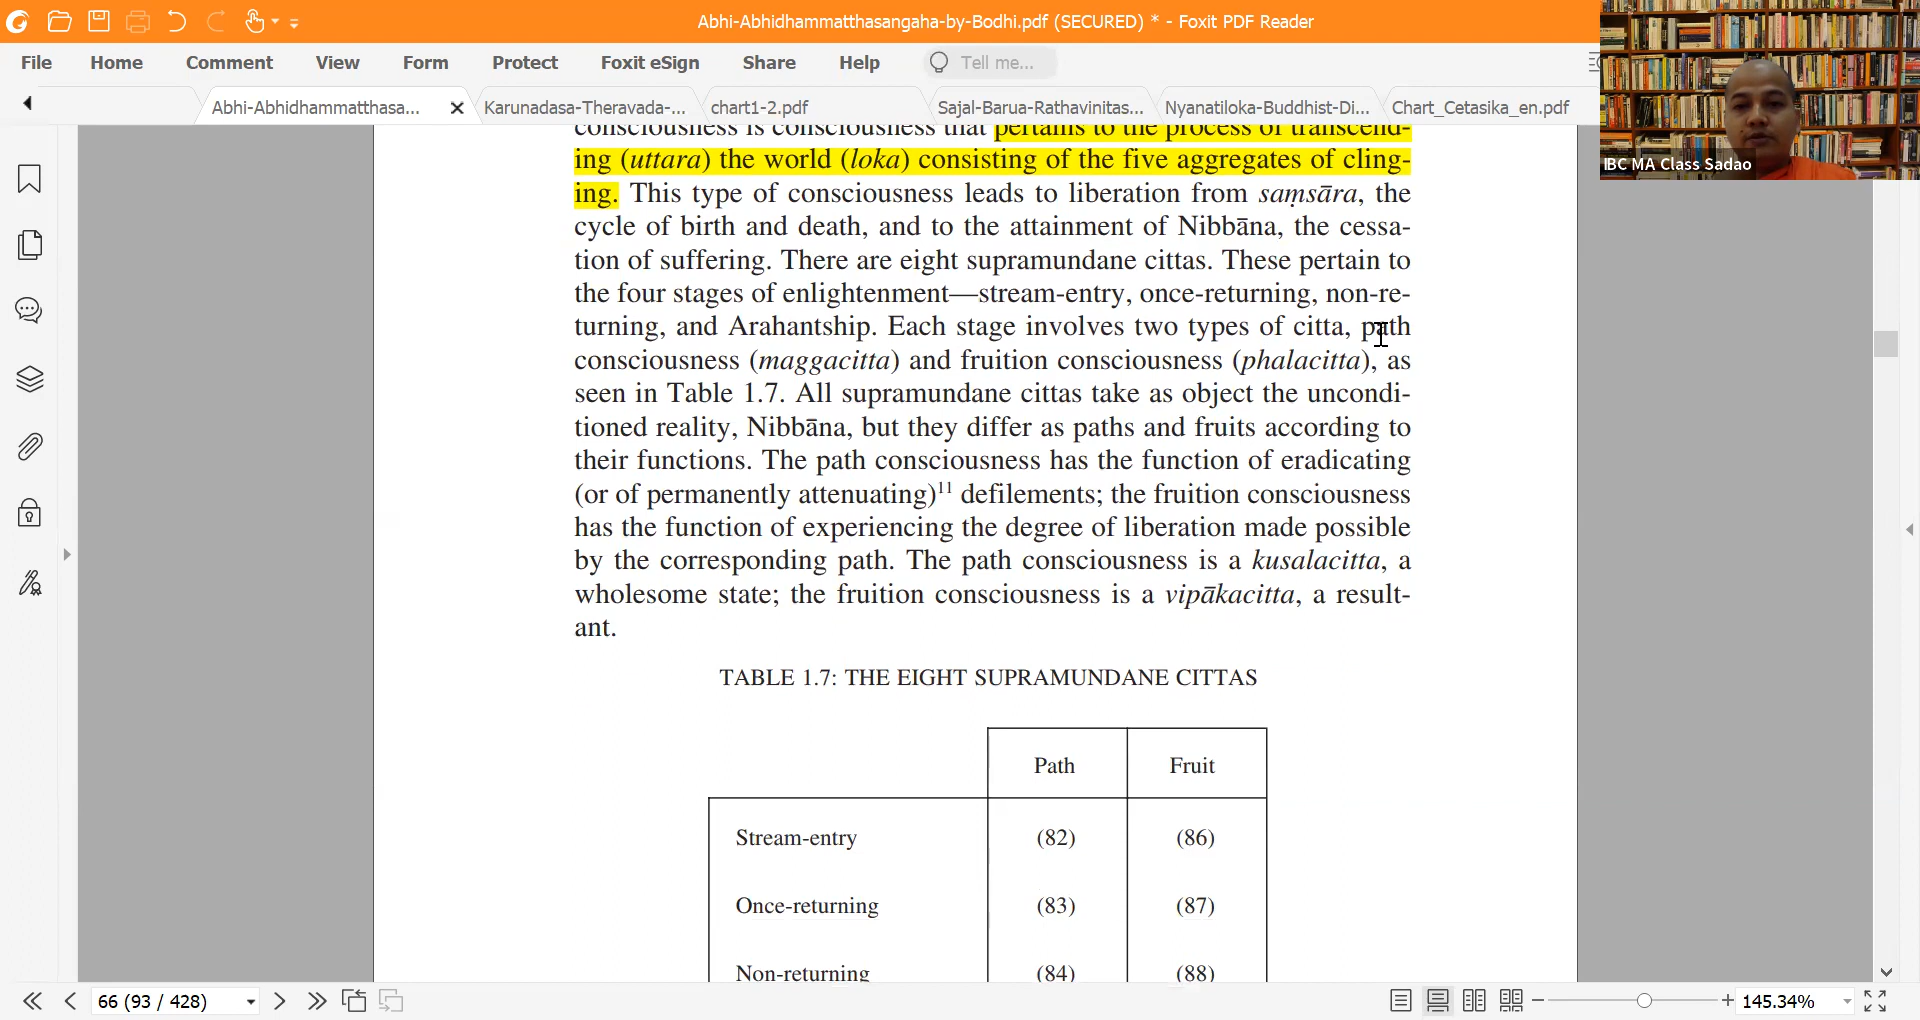 Abhi-Abhidhammatthasangaha-by-Bodhi.pdf (SECURED) * - Foxit PDF Reader
File Home Comment View Form Protect Foxit eSign Share Help Tell me...
Abhi-Abhidhammatthasa... Karunadasa-Theravada-... chart1-2.pdf Sajal-Barua-Rathavinitas... Nyanatiloka-Buddhist-Di... Chart_Cetasika_en.pdf
IBC MA Class Sadao
consciousness is consciousness that pertains to the process of transcend-
ing (uttara) the world (loka) consisting of the five aggregates of cling-
ing. This type of consciousness leads to liberation from saṃsāra, the
cycle of birth and death, and to the attainment of Nibbāna, the cessa-
tion of suffering. There are eight supramundane cittas. These pertain to
the four stages of enlightenment—stream-entry, once-returning, non-re-
turning, and Arahantship. Each stage involves two types of citta, path
consciousness (maggacitta) and fruition consciousness (phalacitta), as
seen in Table 1.7. All supramundane cittas take as object the uncondi-
tioned reality, Nibbāna, but they differ as paths and fruits according to
their functions. The path consciousness has the function of eradicating
(or of permanently attenuating)¹¹ defilements; the fruition consciousness
has the function of experiencing the degree of liberation made possible
by the corresponding path. The path consciousness is a kusalacitta, a
wholesome state; the fruition consciousness is a vipākacitta, a result-
ant.
TABLE 1.7: THE EIGHT SUPRAMUNDANE CITTAS
Path Fruit
Stream-entry (82) (86)
Once-returning (83) (87)
Non-returning (84) (88)
66 (93 / 428) 145.34%